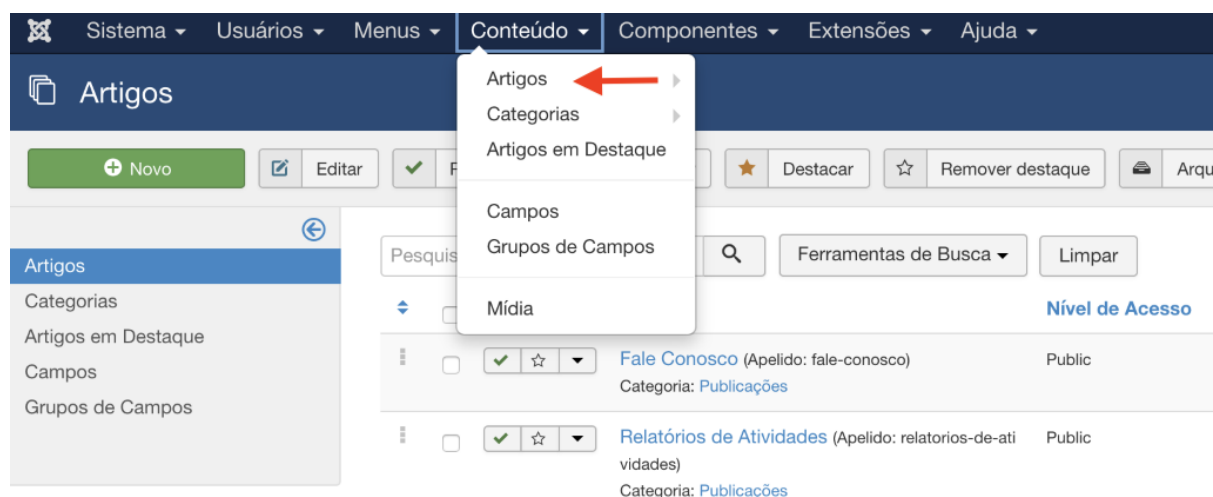 Sistema Usuários Menus Conteúdo Componentes Extensões Ajuda
Artigos
Artigos
Categorias
Artigos em Destaque
Campos
Grupos de Campos
Mídia
Novo Editar Destacar Remover destaque
Ferramentas de Busca Limpar
Artigos
Categorias
Artigos em Destaque
Campos
Grupos de Campos
Nível de Acesso
Fale Conosco (Apelido: fale-conosco) Public
Categoria: Publicações
Relatórios de Atividades (Apelido: relatorios-de-ati Public
vidades)
Categoria: Publicações